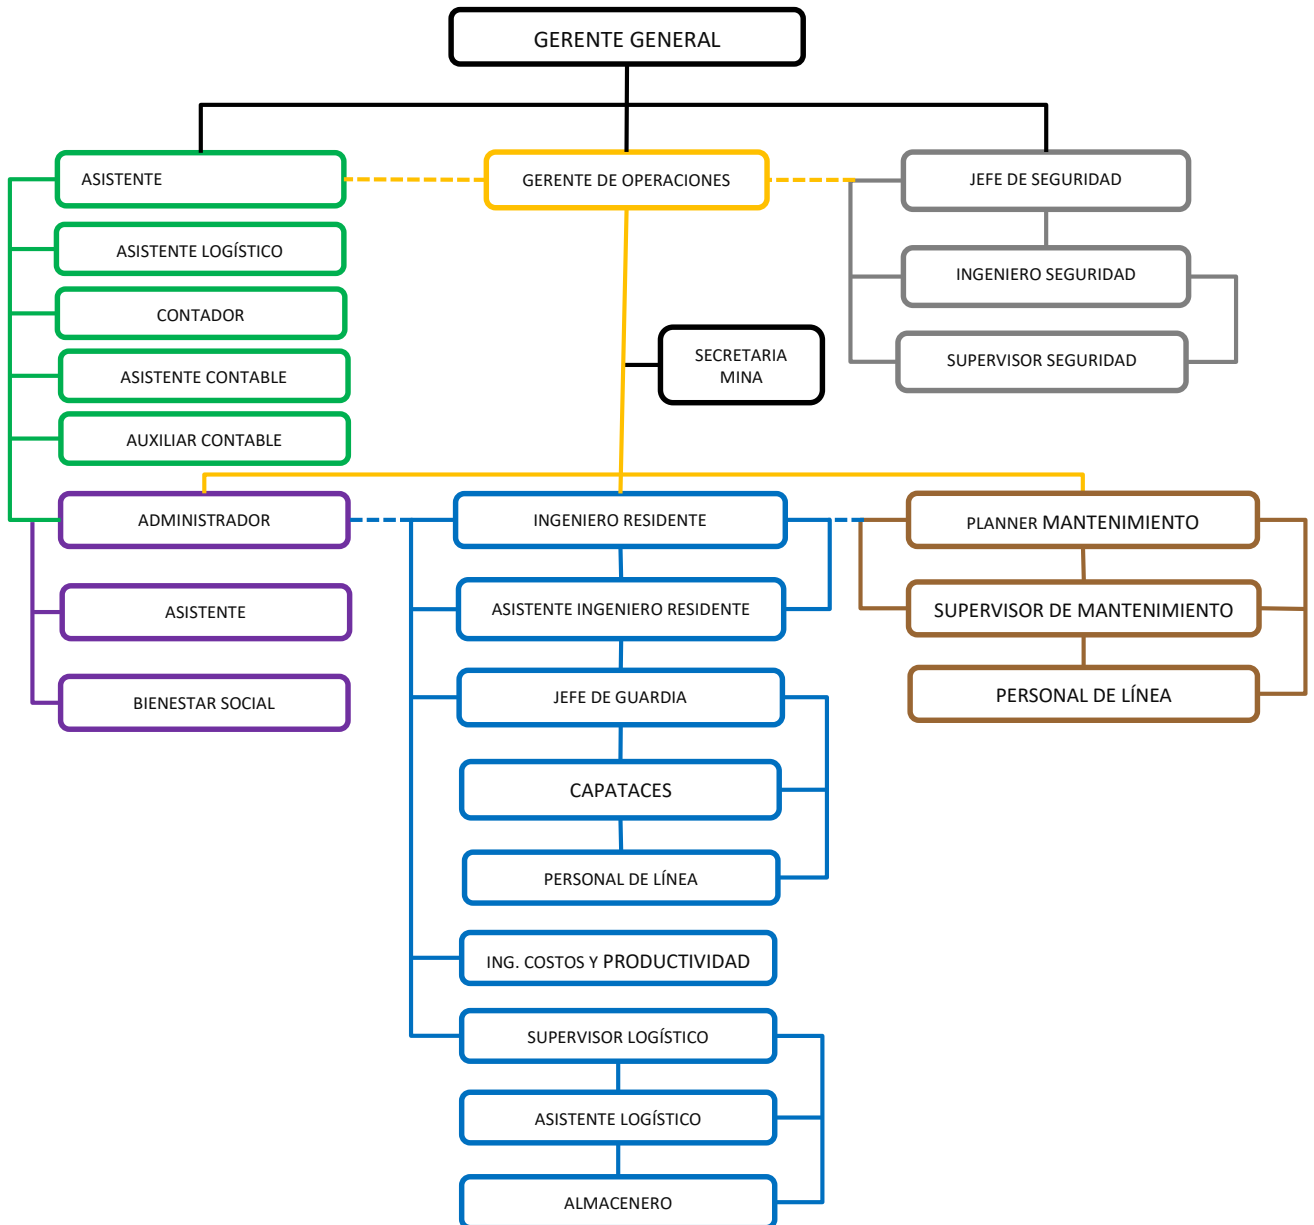 GERENTE GENERAL
ASISTENTE
GERENTE DE OPERACIONES
JEFE DE SEGURIDAD
ASISTENTE LOGÍSTICO
INGENIERO SEGURIDAD
CONTADOR
SECRETARIA
MINA
SUPERVISOR SEGURIDAD
ASISTENTE CONTABLE
AUXILIAR CONTABLE
ADMINISTRADOR
INGENIERO RESIDENTE
PLANNER MANTENIMIENTO
ASISTENTE
ASISTENTE INGENIERO RESIDENTE
SUPERVISOR DE MANTENIMIENTO
BIENESTAR SOCIAL
JEFE DE GUARDIA
PERSONAL DE LÍNEA
CAPATACES
PERSONAL DE LÍNEA
ING. COSTOS Y PRODUCTIVIDAD
SUPERVISOR LOGÍSTICO
ASISTENTE LOGÍSTICO
ALMACENERO